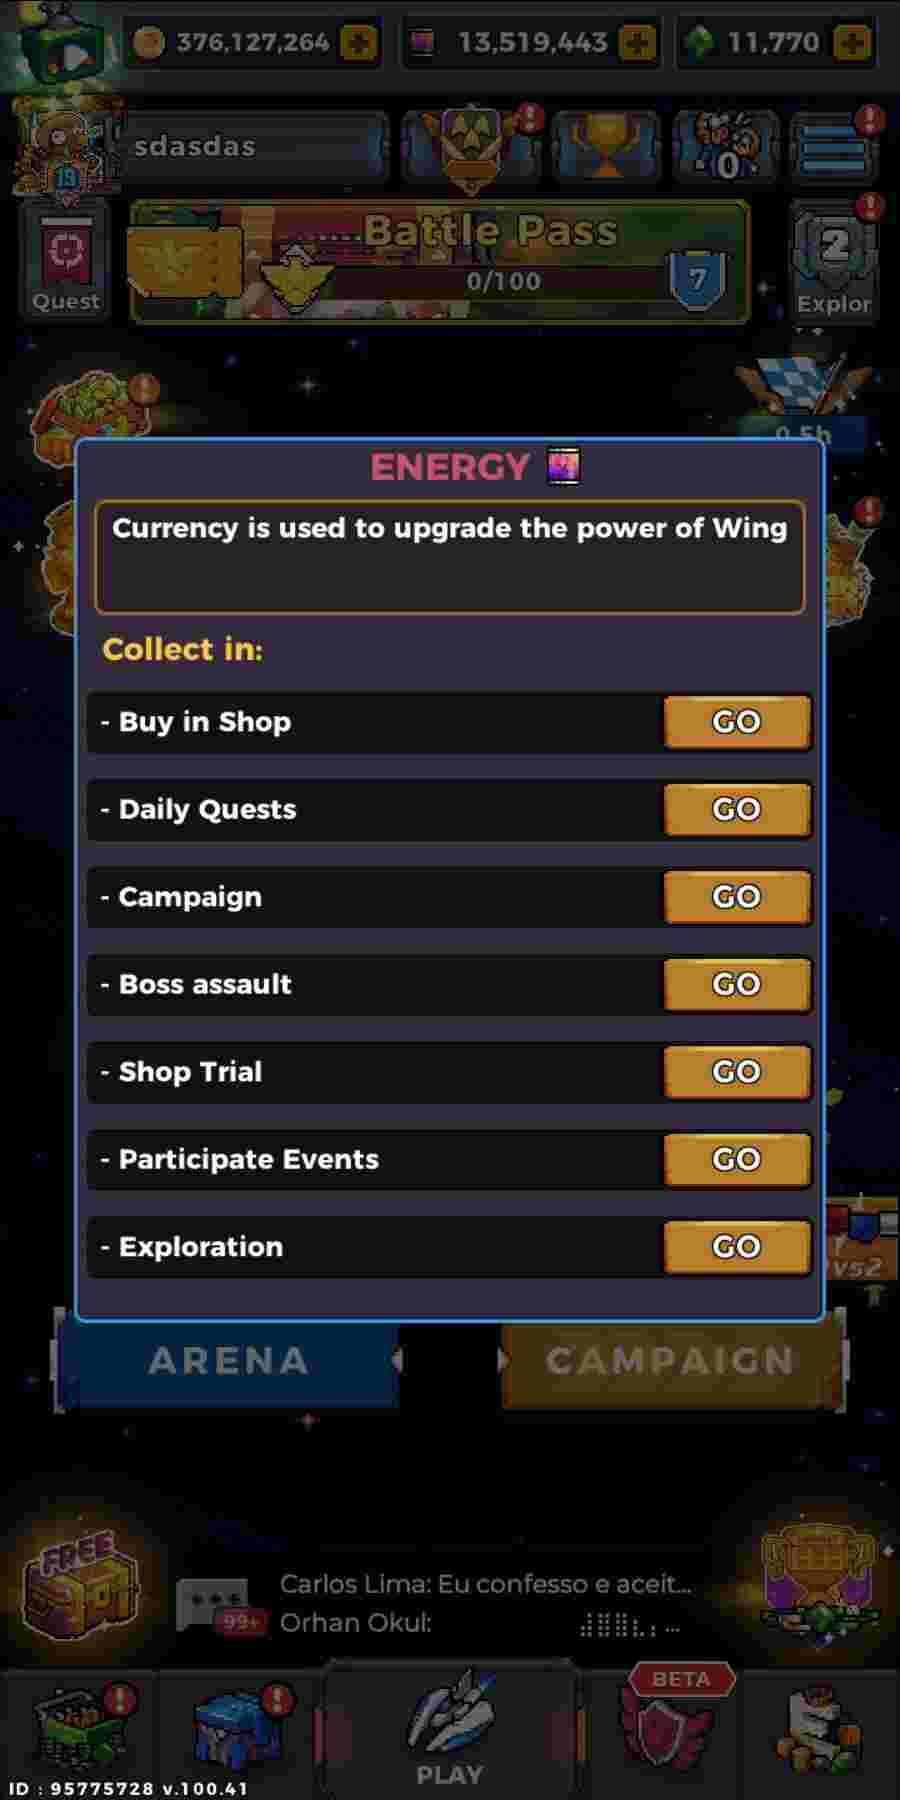 376,127,264
13,519,443
11,770
sdasdas
19
0
Quest
Battle Pass
0/100
7
2
Explor
0.5h
ENERGY
Currency is used to upgrade the power of Wing
Collect in:
- Buy in Shop
GO
- Daily Quests
GO
- Campaign
GO
- Boss assault
GO
- Shop Trial
GO
- Participate Events
GO
- Exploration
GO
vs2
ARENA
CAMPAIGN
FREE
Carlos Lima: Eu confesso e aceit...
99+
Orhan Okul:
BETA
PLAY
ID : 95775728 v.100.41